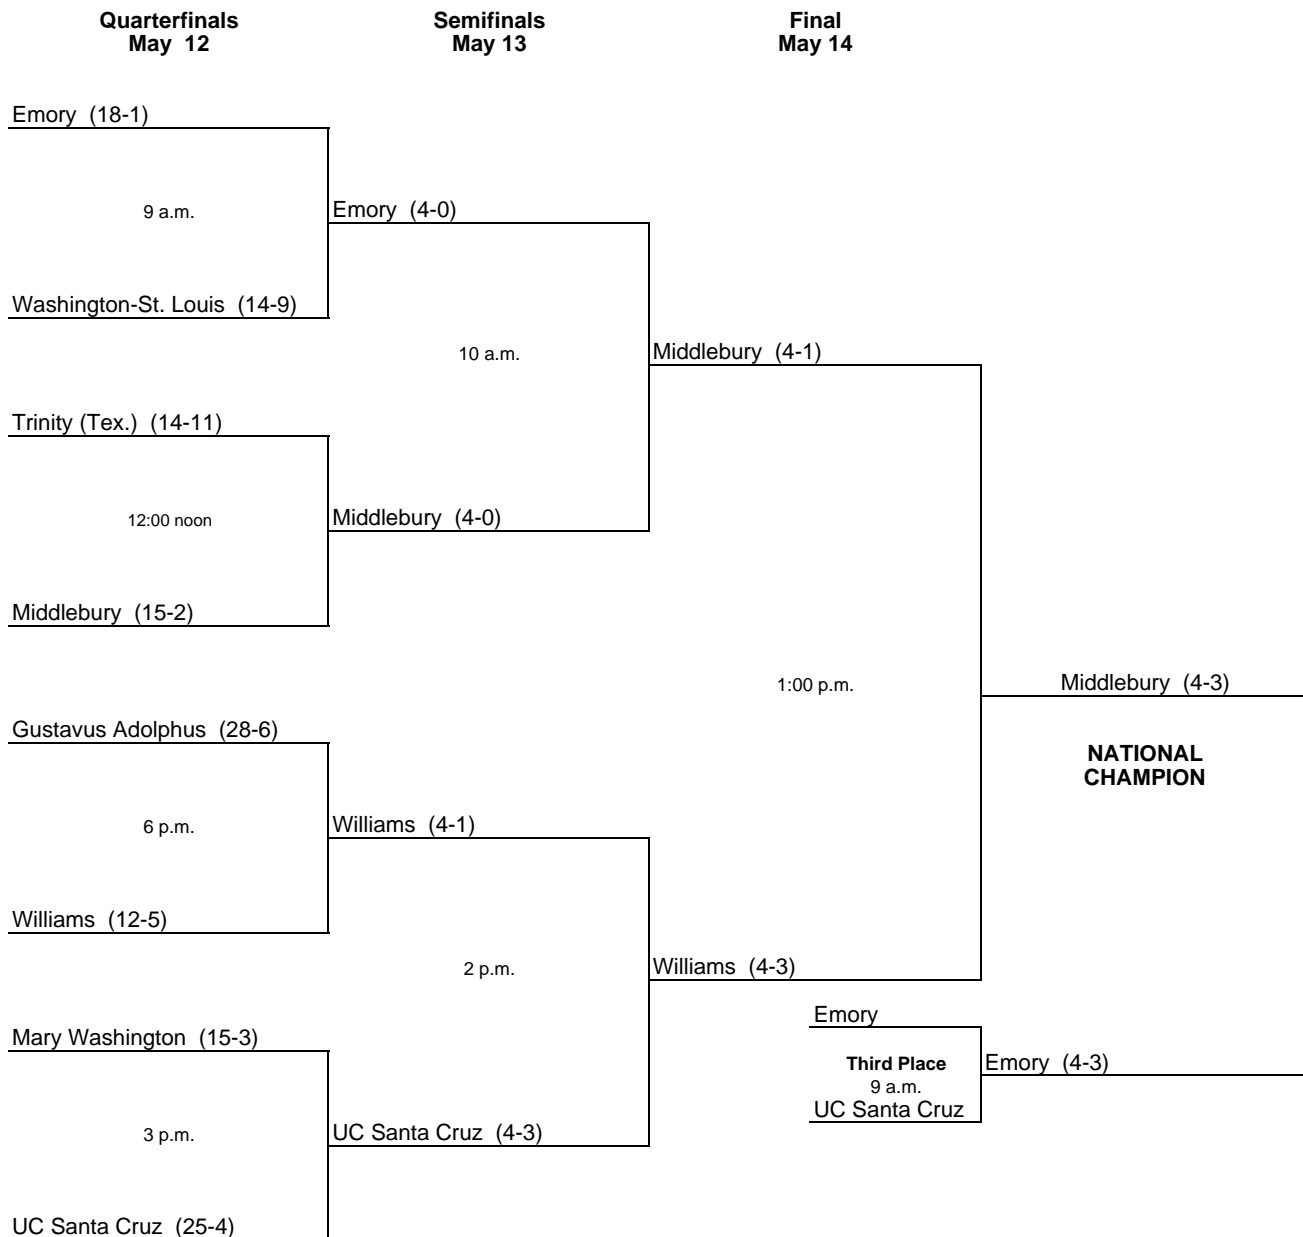 Quarterfinals
May 12
Semifinals
May 13
Final
May 14
Emory (18-1)
9 a.m.
Emory (4-0)
Washington-St. Louis (14-9)
10 a.m.
Middlebury (4-1)
Trinity (Tex.) (14-11)
12:00 noon
Middlebury (4-0)
Middlebury (15-2)
1:00 p.m.
Middlebury (4-3)
NATIONAL
CHAMPION
Gustavus Adolphus (28-6)
6 p.m.
Williams (4-1)
Williams (12-5)
2 p.m.
Williams (4-3)
Mary Washington (15-3)
3 p.m.
UC Santa Cruz (4-3)
UC Santa Cruz (25-4)
Emory
Third Place
9 a.m.
UC Santa Cruz
Emory (4-3)